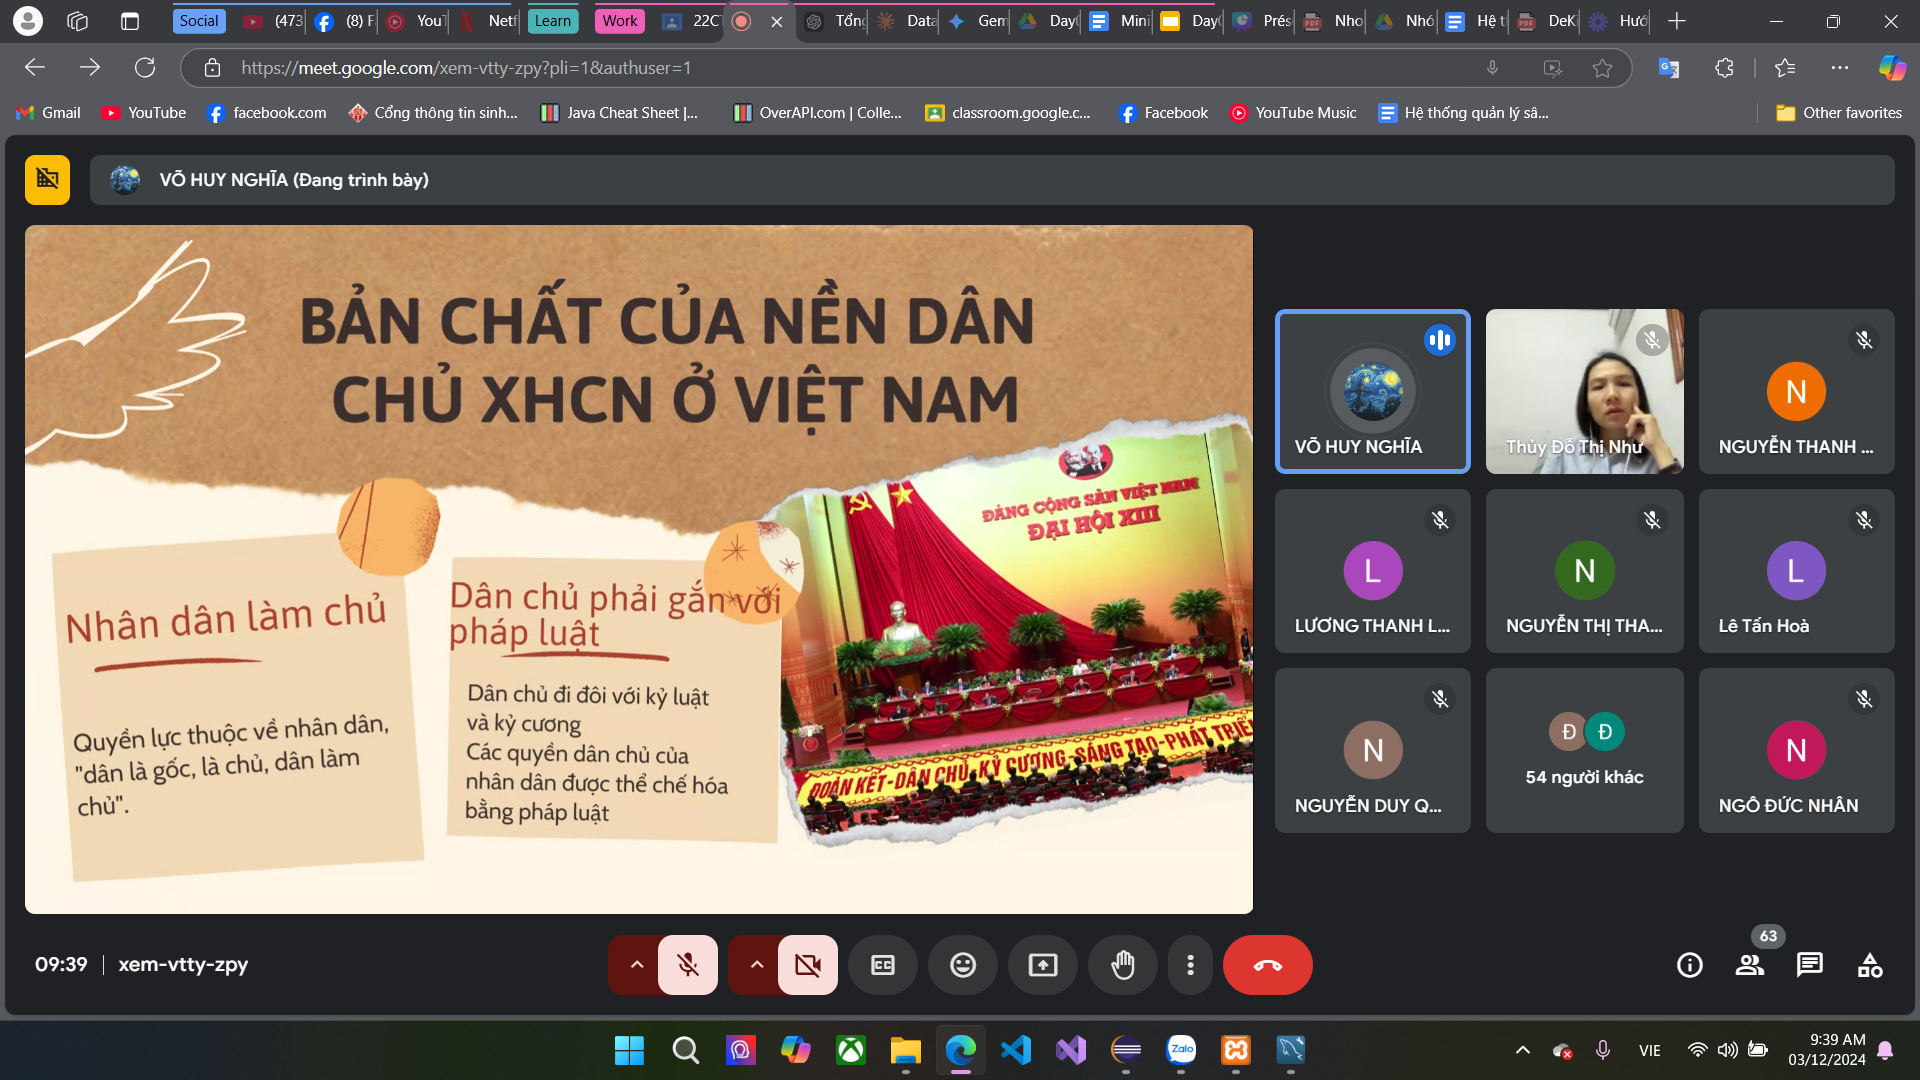 Social
(473
(8) F
YouT
Netf
Learn
Work
22CT
Tổng
Data
Gem
Day
Mini
Day
Prés
Nho
Nhó
Hệ t
DeK
Hướ
https://meet.google.com/xem-vtty-zpy?pli=1&authuser=1
Gmail
YouTube
facebook.com
Cổng thông tin sinh...
Java Cheat Sheet |...
OverAPI.com | Colle...
classroom.google.c...
Facebook
YouTube Music
Hệ thống quản lý sâ...
Other favorites
VÕ HUY NGHĨA (Đang trình bày)
BẢN CHẤT CỦA NỀN DÂN
CHỦ XHCN Ở VIỆT NAM
Nhân dân làm chủ
Quyền lực thuộc về nhân dân,
"dân là gốc, là chủ, dân làm
chủ".
Dân chủ phải gắn với
pháp luật
Dân chủ đi đôi với kỷ luật
và kỷ cương
Các quyền dân chủ của
nhân dân được thể chế hóa
bằng pháp luật
ĐẢNG CỘNG SẢN VIỆT NAM
ĐẠI HỘI XIII
ĐOÀN KẾT-DÂN CHỦ-KỶ CƯƠNG-SÁNG TẠO-PHÁT TRIỂN
VÕ HUY NGHĨA
Thủy Đỗ Thị Như
N
NGUYỄN THANH ...
L
LƯƠNG THANH L...
N
NGUYỄN THỊ THA...
L
Lê Tấn Hoà
N
NGUYỄN DUY Q...
Đ
Đ
54 người khác
N
NGÔ ĐỨC NHÂN
09:39
xem-vtty-zpy
63
Zalo
VIE
9:39 AM
03/12/2024